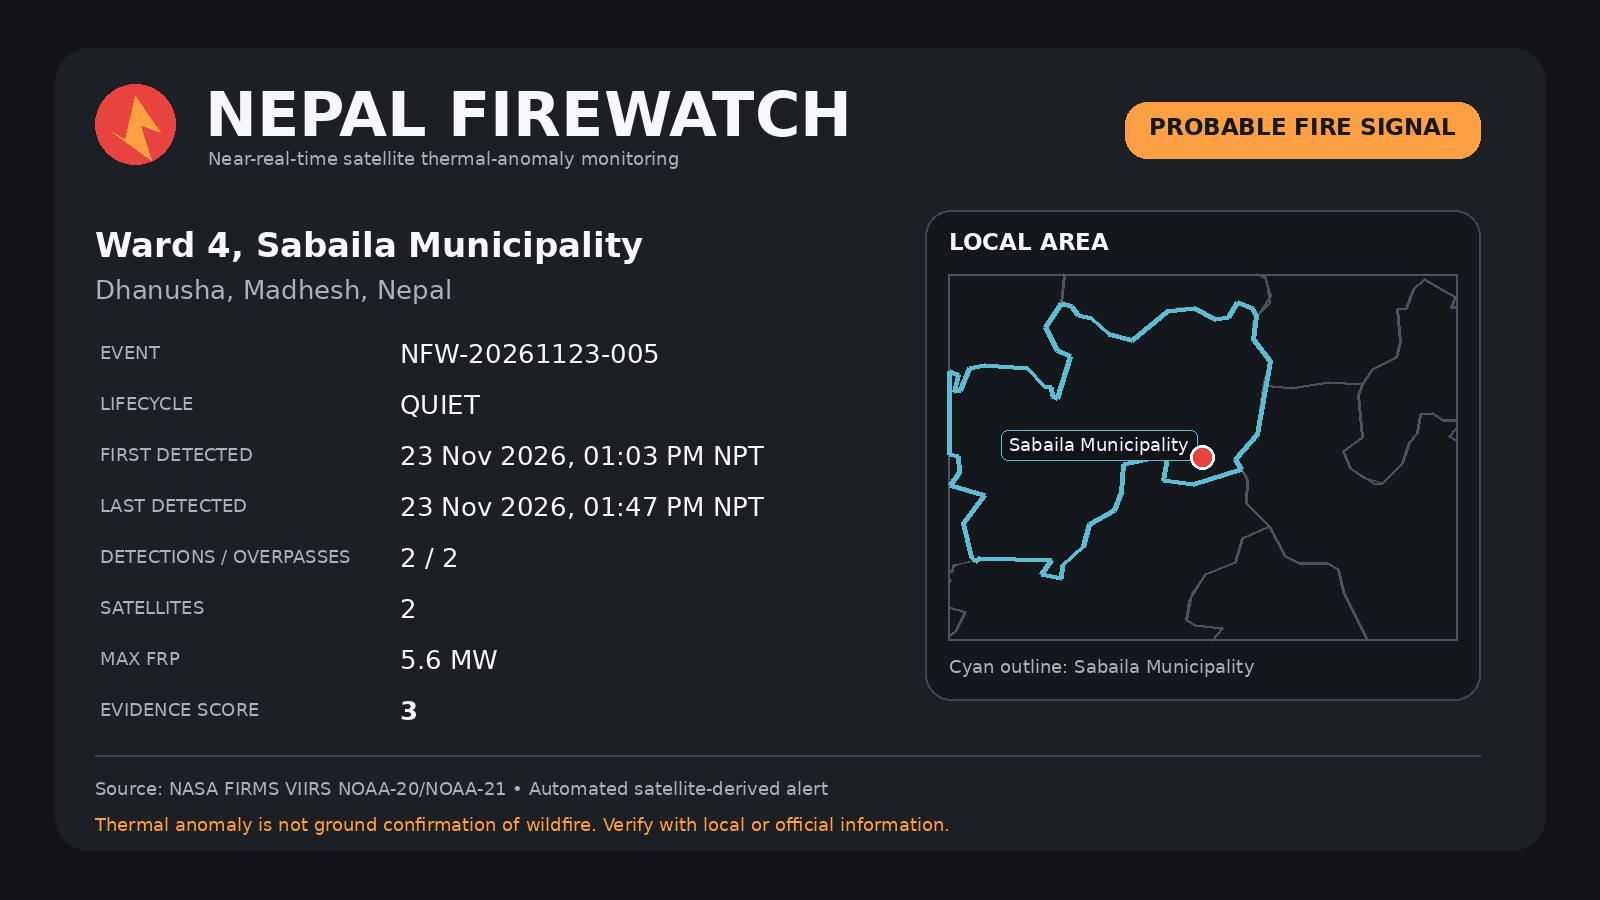 NEPAL FIREWATCH
Near-real-time satellite thermal-anomaly monitoring
PROBABLE FIRE SIGNAL
Ward 4, Sabaila Municipality
Dhanusha, Madhesh, Nepal
EVENT NFW-20261123-005
LIFECYCLE QUIET
FIRST DETECTED 23 Nov 2026, 01:03 PM NPT
LAST DETECTED 23 Nov 2026, 01:47 PM NPT
DETECTIONS / OVERPASSES 2 / 2
SATELLITES 2
MAX FRP 5.6 MW
EVIDENCE SCORE 3
LOCAL AREA
Sabaila Municipality
Cyan outline: Sabaila Municipality
Source: NASA FIRMS VIIRS NOAA-20/NOAA-21 • Automated satellite-derived alert
Thermal anomaly is not ground confirmation of wildfire. Verify with local or official information.